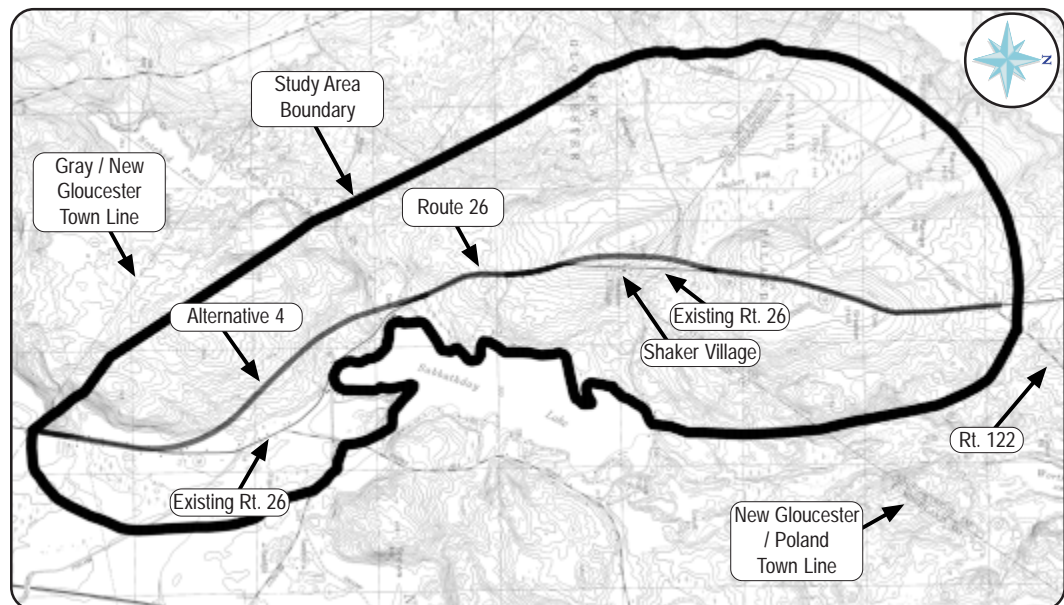 N
Study Area
Boundary
Gray / New
Gloucester
Town Line
Route 26
Alternative 4
Existing Rt. 26
Shaker Village
Sabbathday
Lake
Rt. 122
Existing Rt. 26
New Gloucester
/ Poland
Town Line